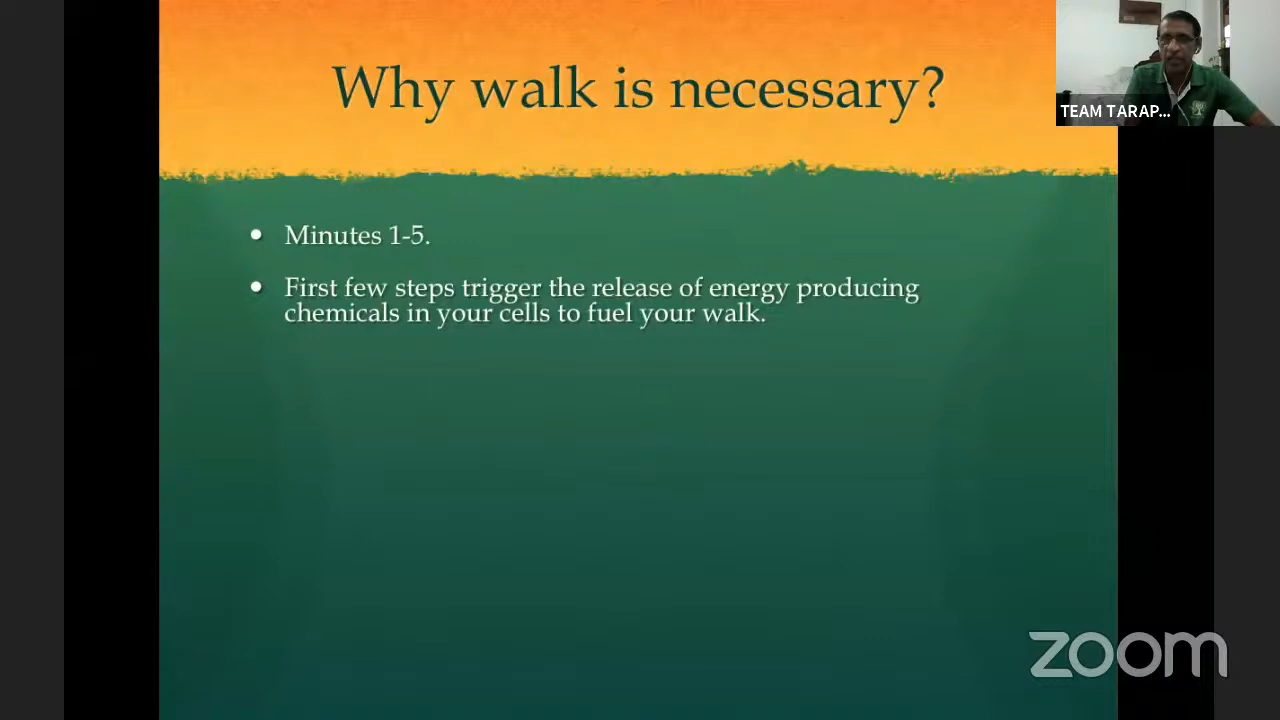 Why walk is necessary?
TEAM TARAP...
Minutes 1-5.
First few steps trigger the release of energy producing
chemicals in your cells to fuel your walk.
zoom